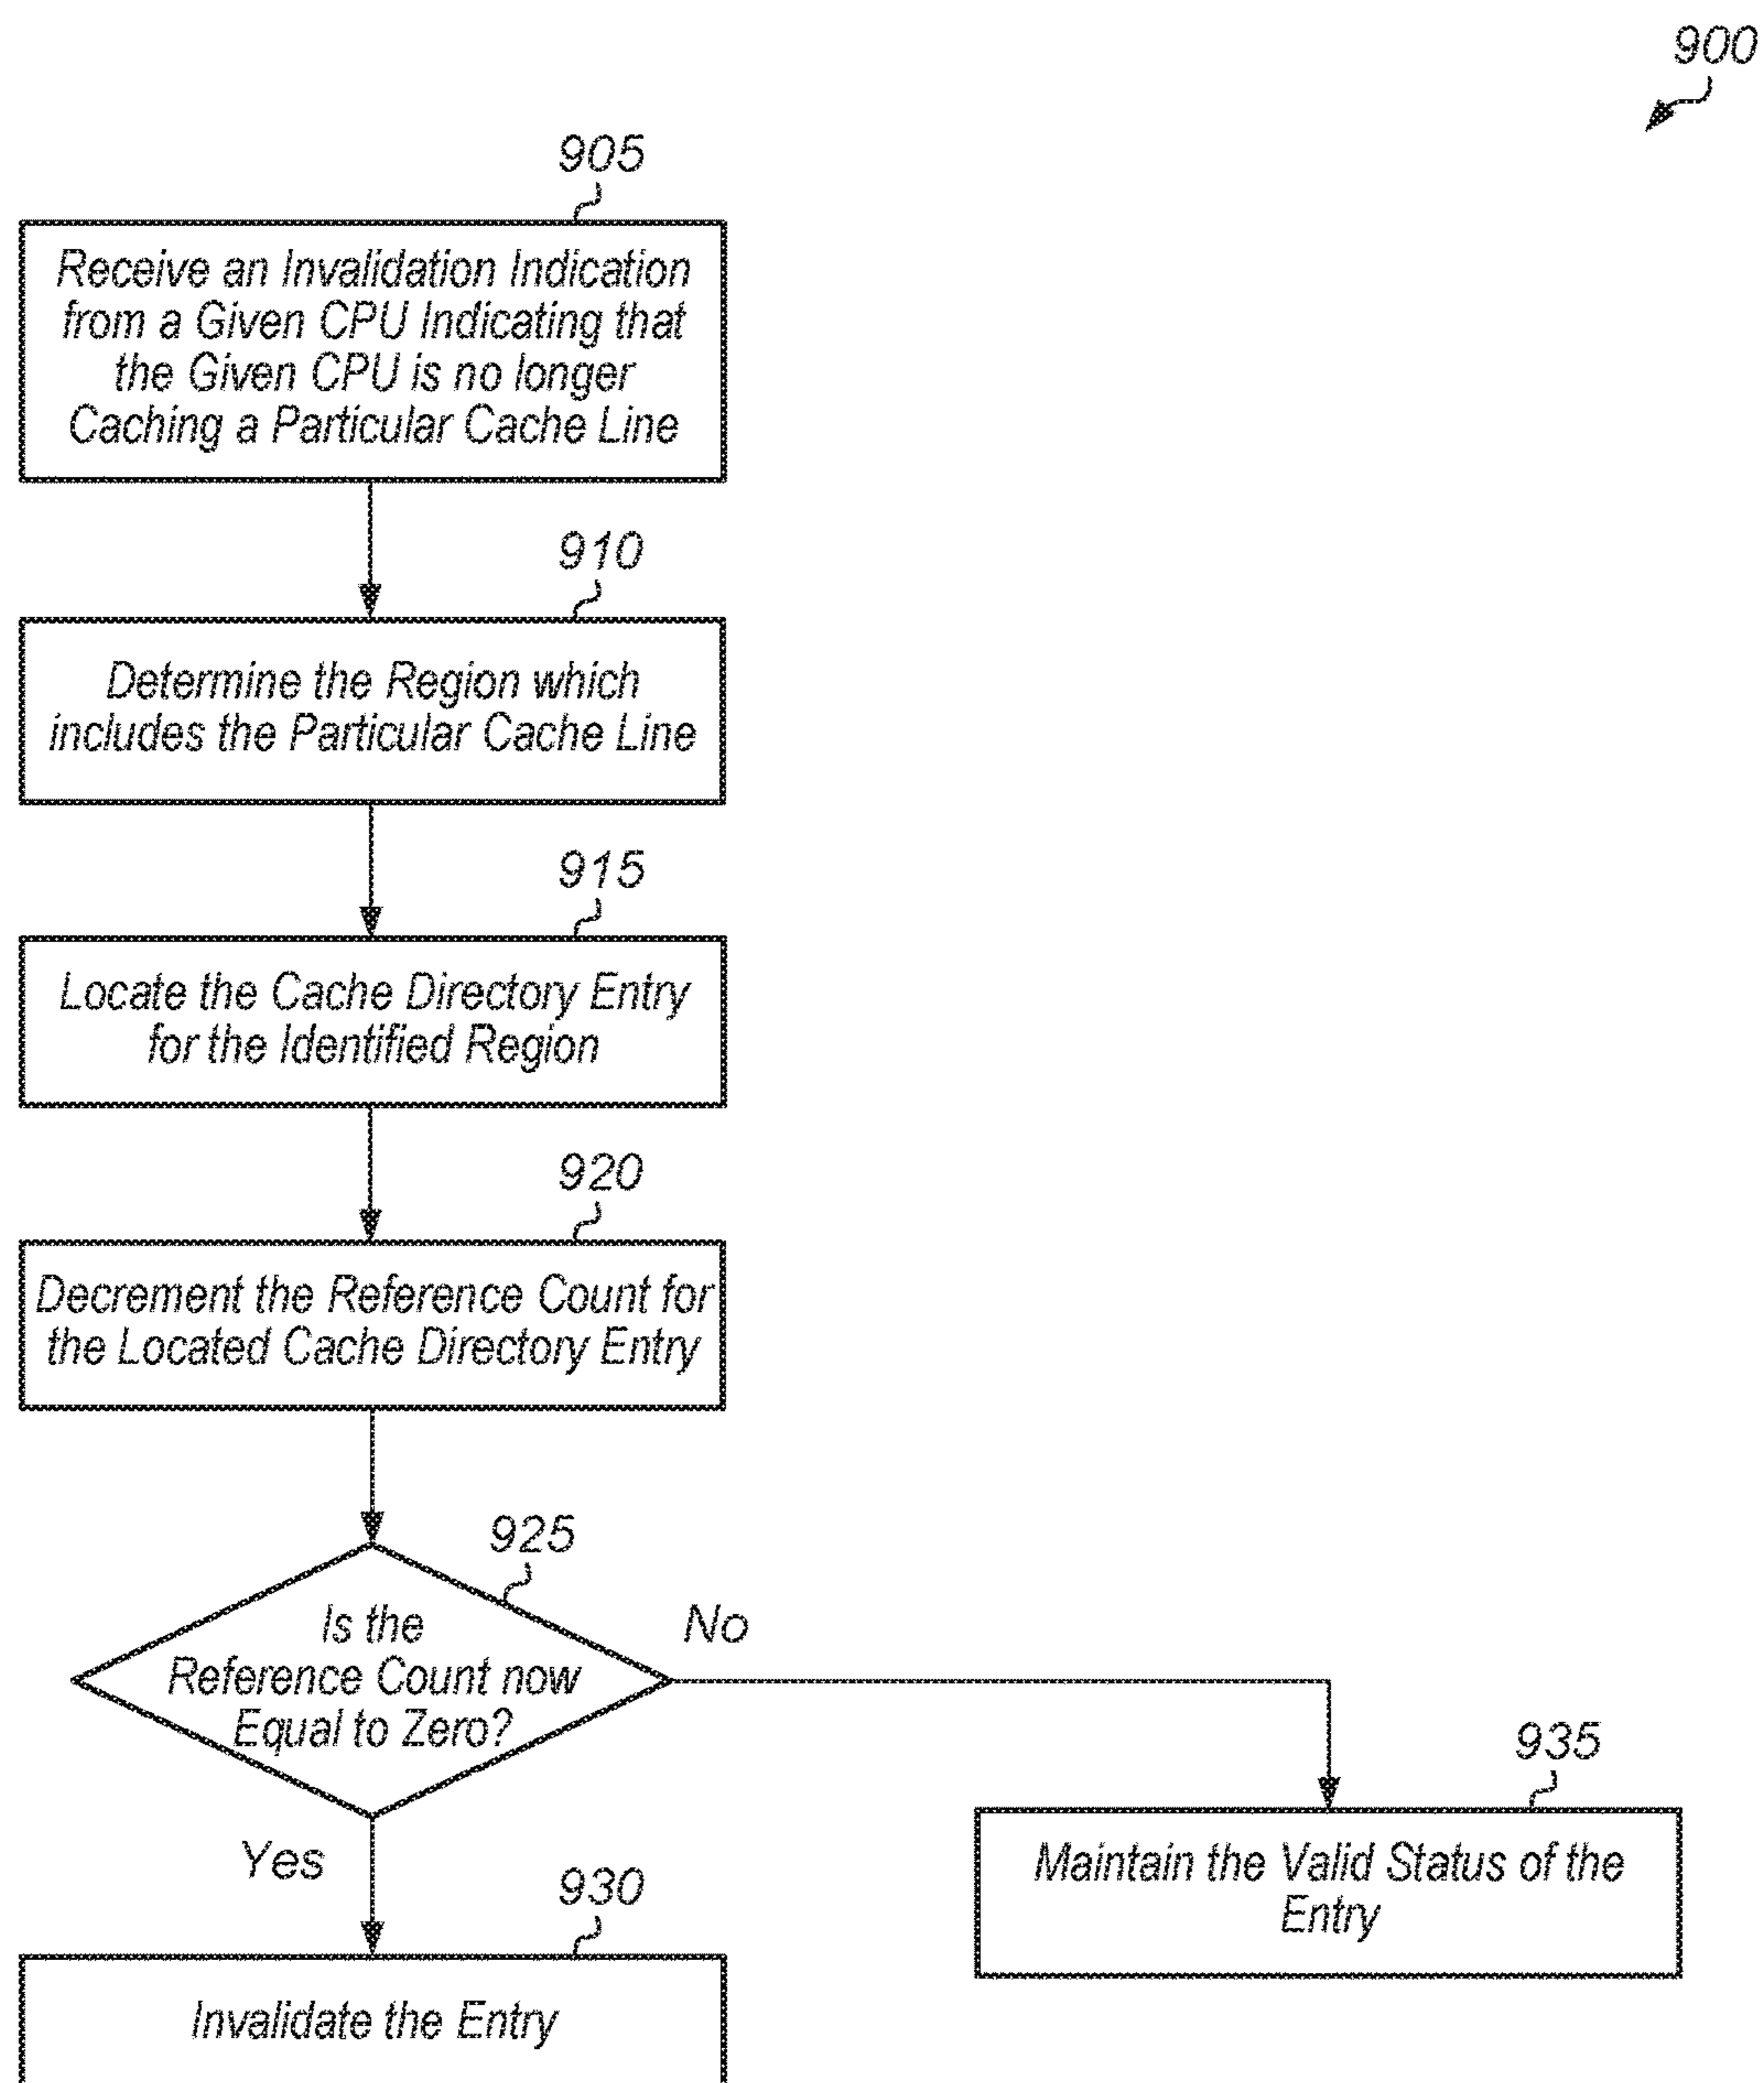 900
905
Receive an Invalidation Indication
from a Given CPU Indicating that
the Given CPU is no longer
Caching a Particular Cache Line
910
Determine the Region which
includes the Particular Cache Line
915
Locate the Cache Directory Entry
for the Identified Region
920
Decrement the Reference Count for
the Located Cache Directory Entry
925
Is the
Reference Count now
Equal to Zero?
No
Yes
935
Maintain the Valid Status of the
Entry
930
Invalidate the Entry